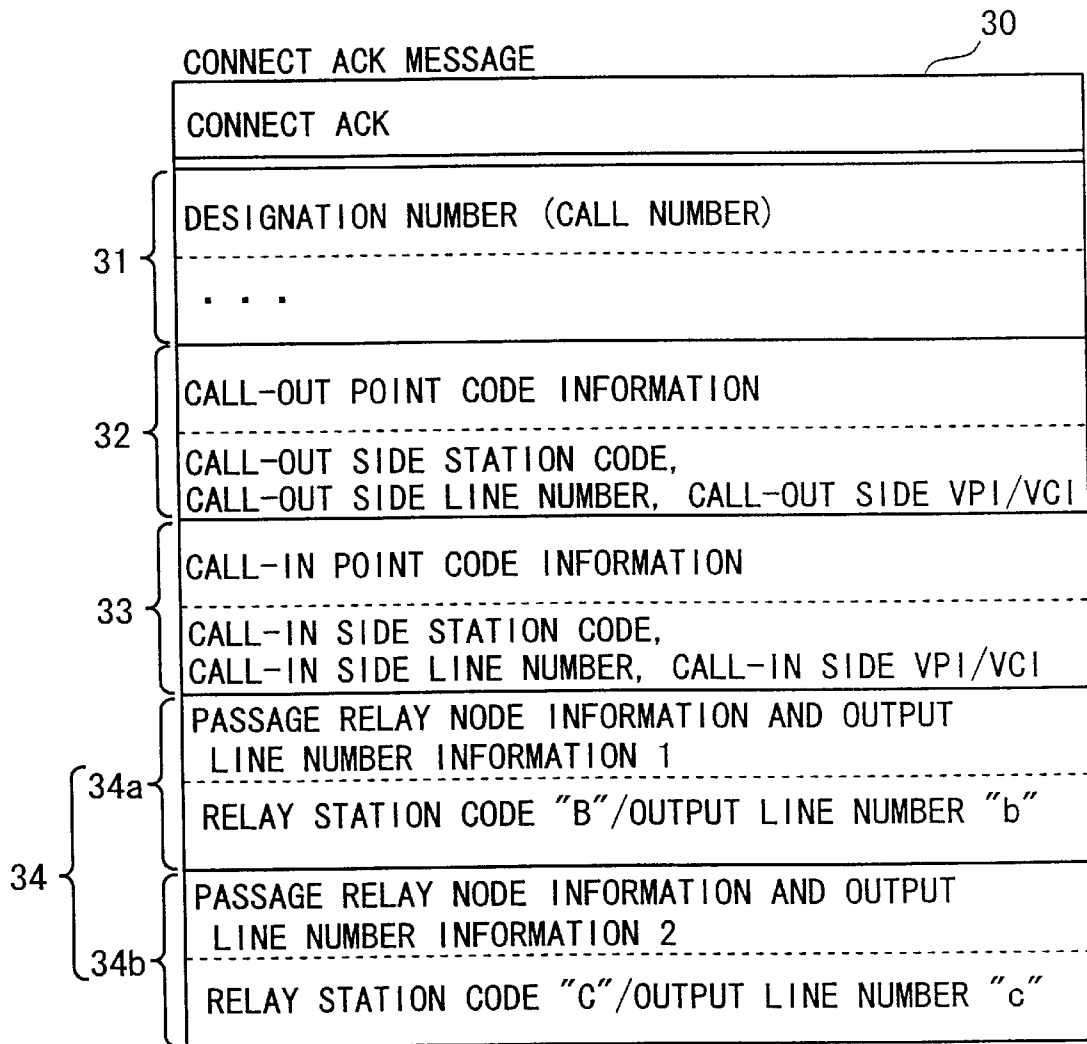 30
CONNECT ACK MESSAGE
CONNECT ACK
31
DESIGNATION NUMBER (CALL NUMBER)
. . .
32
CALL-OUT POINT CODE INFORMATION
CALL-OUT SIDE STATION CODE,
CALL-OUT SIDE LINE NUMBER, CALL-OUT SIDE VPI/VCI
33
CALL-IN POINT CODE INFORMATION
CALL-IN SIDE STATION CODE,
CALL-IN SIDE LINE NUMBER, CALL-IN SIDE VPI/VCI
34
34a
PASSAGE RELAY NODE INFORMATION AND OUTPUT
LINE NUMBER INFORMATION 1
RELAY STATION CODE "B"/OUTPUT LINE NUMBER "b"
34b
PASSAGE RELAY NODE INFORMATION AND OUTPUT
LINE NUMBER INFORMATION 2
RELAY STATION CODE "C"/OUTPUT LINE NUMBER "c"